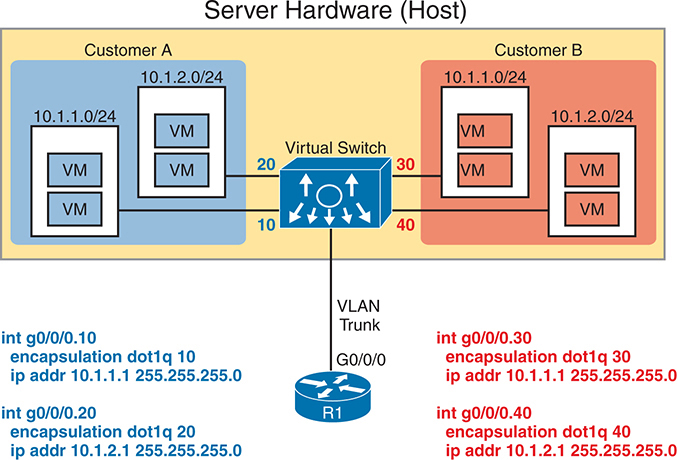 Server Hardware (Host)
Customer A
Customer B
10.1.2.0/24
10.1.1.0/24
10.1.1.0/24
10.1.2.0/24
VM
VM
VM
VM
VM
VM
VM
VM
Virtual Switch
20
30
10
40
VLAN
Trunk
G0/0/0
R1
int g0/0/0.10
encapsulation dot1q 10
ip addr 10.1.1.1 255.255.255.0
int g0/0/0.20
encapsulation dot1q 20
ip addr 10.1.2.1 255.255.255.0
int g0/0/0.30
encapsulation dot1q 30
ip addr 10.1.1.1 255.255.255.0
int g0/0/0.40
encapsulation dot1q 40
ip addr 10.1.2.1 255.255.255.0